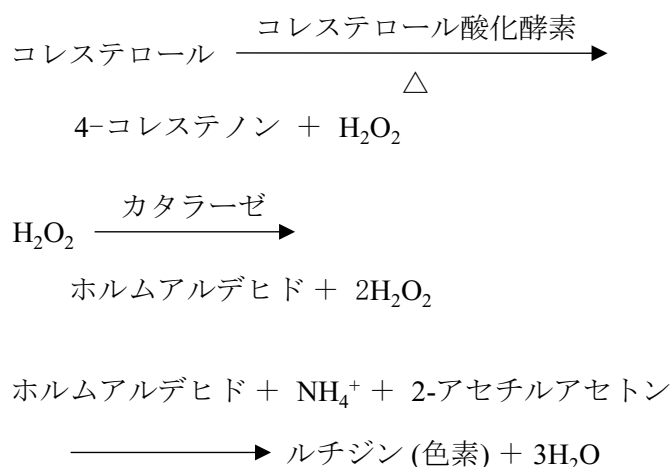 コレステロール酸化酵素
コレステロール
△
4-コレステノン + H₂O₂
カタラーゼ
H₂O₂
ホルムアルデヒド + 2H₂O₂
ホルムアルデヒド + NH₄⁺ + 2-アセチルアセトン
ルチジン (色素) + 3H₂O